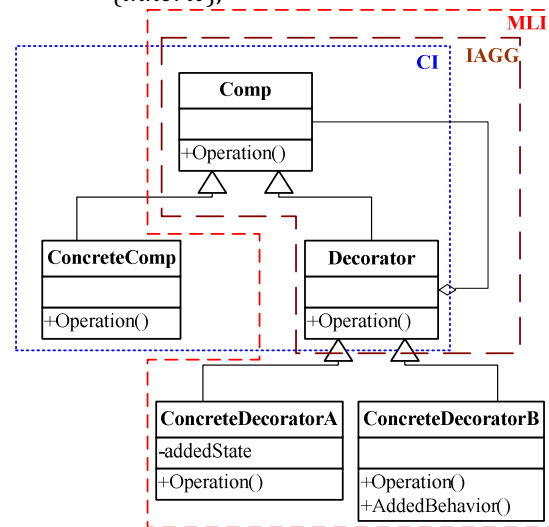 MLI
IAGG
CI
Comp
+Operation()
ConcreteComp
+Operation()
Decorator
+Operation()
ConcreteDecoratorA
-addedState
+Operation()
ConcreteDecoratorB
+Operation()
+AddedBehavior()